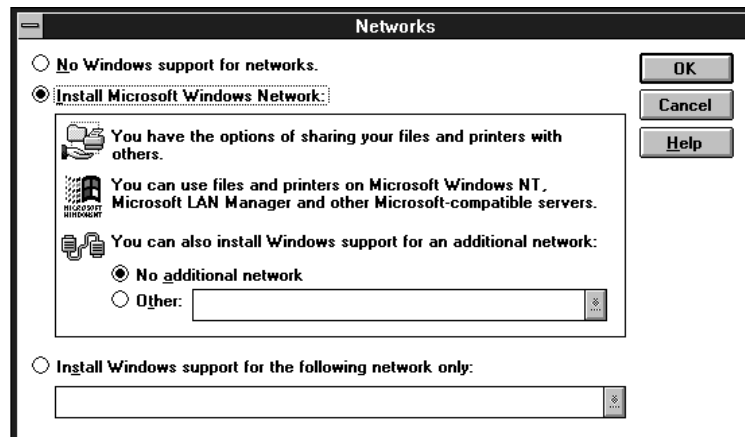 Networks
No Windows support for networks.
OK
Install Microsoft Windows Network:
Cancel
You have the options of sharing your files and printers with
others.
Help
You can use files and printers on Microsoft Windows NT,
Microsoft LAN Manager and other Microsoft-compatible servers.
MICROSOFT
WINDOWS NT
You can also install Windows support for an additional network:
No additional network
Other:
Install Windows support for the following network only: